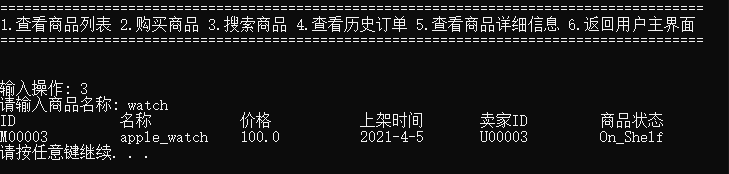 ================================================================================
1.查看商品列表 2.购买商品 3.搜索商品 4.查看历史订单 5.查看商品详细信息 6.返回用户主界面
================================================================================
输入操作: 3
请输入商品名称: watch
ID 名称 价格 上架时间 卖家ID 商品状态
M00003 apple_watch 100.0 2021-4-5 U00003 On_Shelf
请按任意键继续. . .